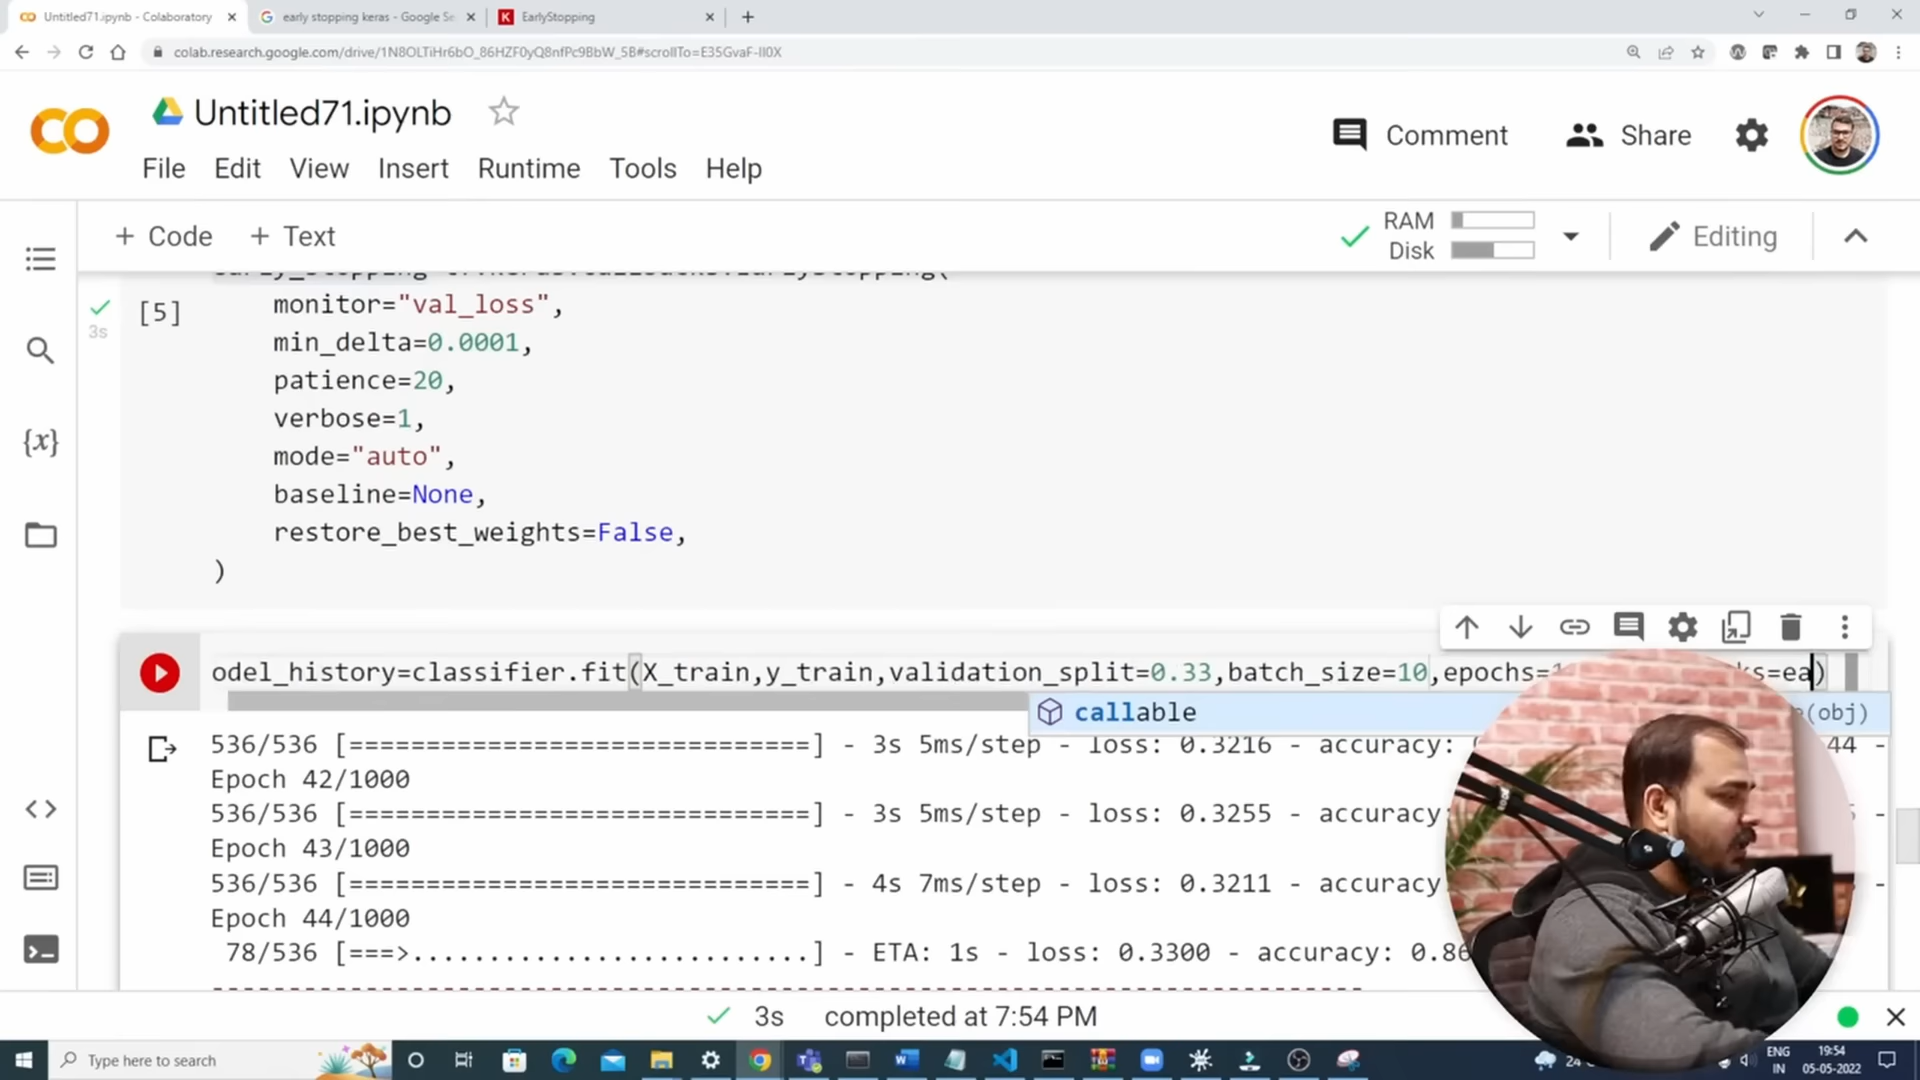 Untitled71.ipynb - Colaboratory
early stopping keras - Google Se
EarlyStopping
colab.research.google.com/drive/1N8OLTiHr6bO_86HZF0yQ8nfPc9BbW_5B#scrollTo=E35GvaF-lI0X
Untitled71.ipynb
Comment
Share
File Edit View Insert Runtime Tools Help
+ Code + Text
RAM
Disk
Editing
[5]
3s
monitor="val_loss",
min_delta=0.0001,
patience=20,
verbose=1,
mode="auto",
baseline=None,
restore_best_weights=False,
)
odel_history=classifier.fit(X_train,y_train,validation_split=0.33,batch_size=10,epochs=1 s=ea)
callable (obj)
536/536 [==============================] - 3s 5ms/step - loss: 0.3216 - accuracy: 44 -
Epoch 42/1000
536/536 [==============================] - 3s 5ms/step - loss: 0.3255 - accuracy: -
Epoch 43/1000
536/536 [==============================] - 4s 7ms/step - loss: 0.3211 - accuracy: -
Epoch 44/1000
78/536 [===>..........................] - ETA: 1s - loss: 0.3300 - accuracy: 0.86
3s completed at 7:54 PM
Type here to search
24
ENG
IN
19:54
05-05-2022